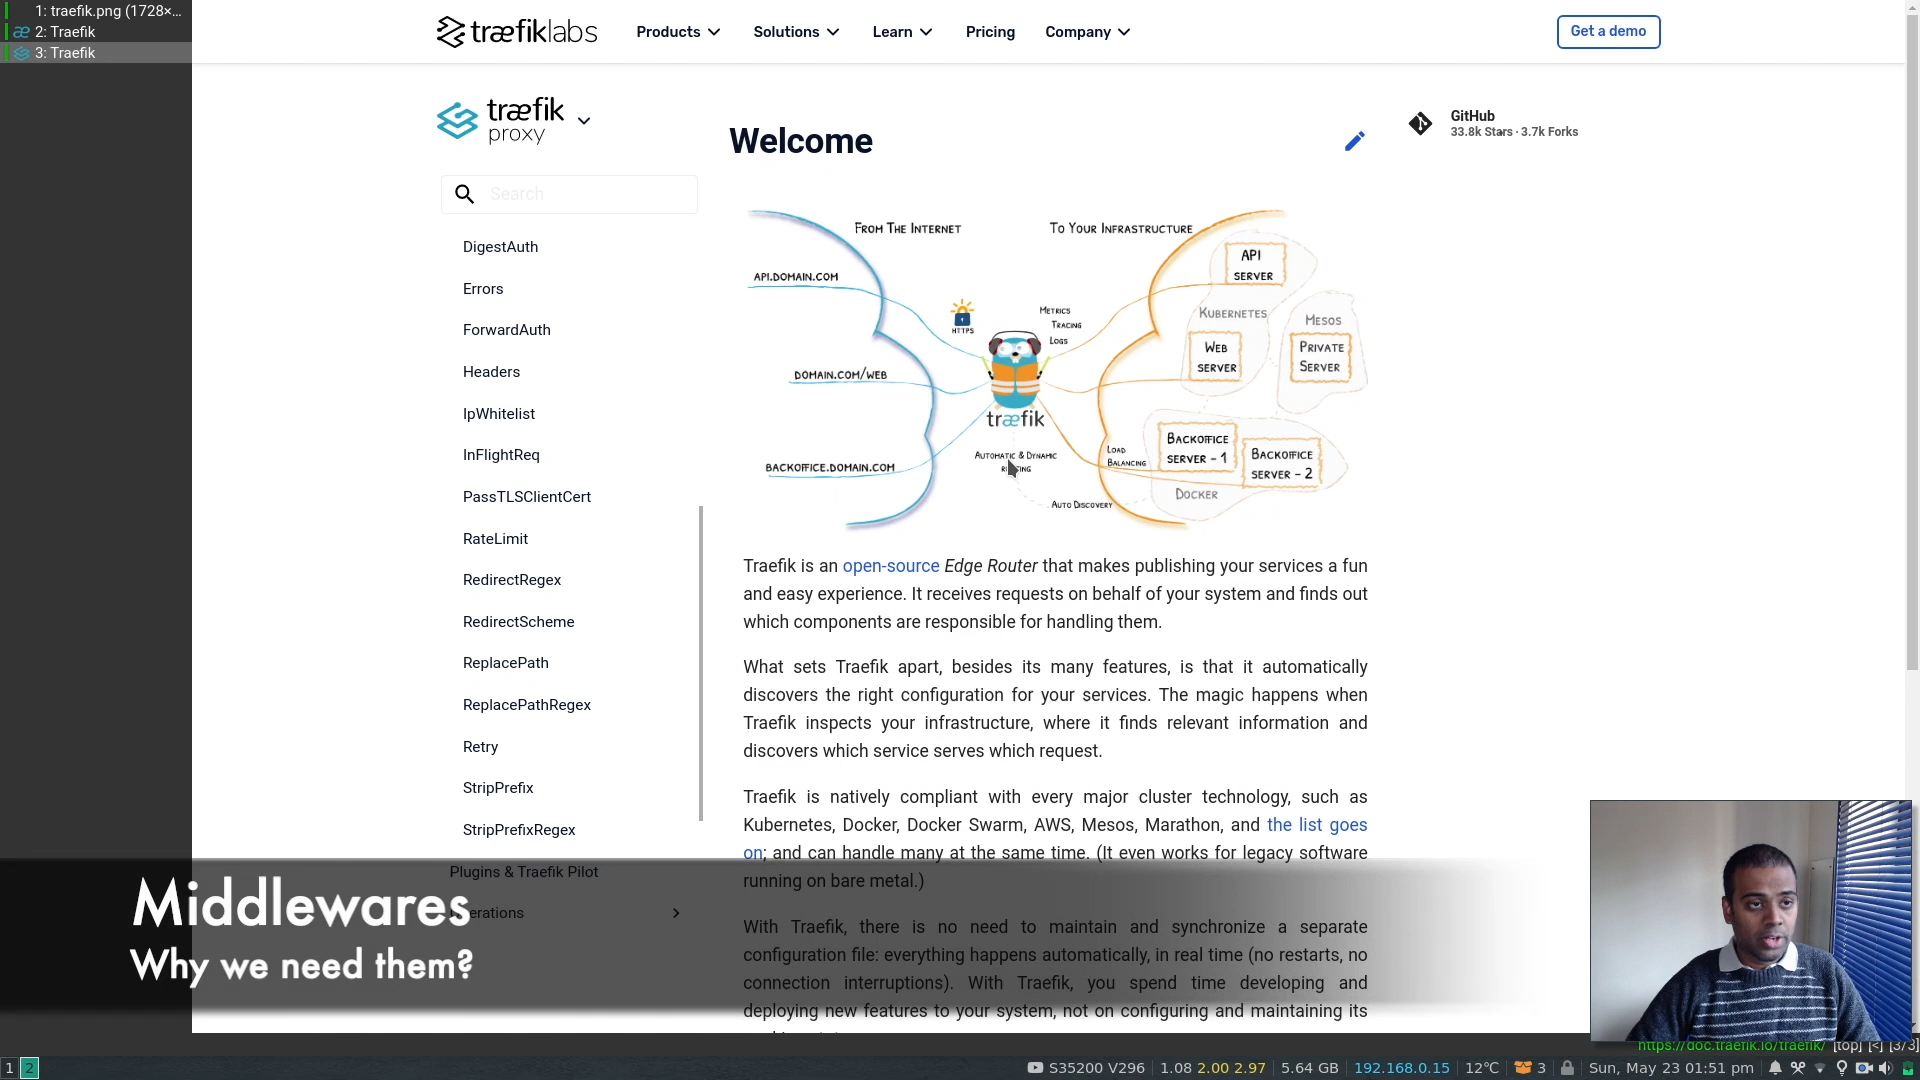 1: traefik.png (1728×...
2: Traefik
3: Traefik
træfiklabs
Products
Solutions
Learn
Pricing
Company
Get a demo
træfik
proxy
Search
DigestAuth
Errors
ForwardAuth
Headers
IpWhitelist
InFlightReq
PassTLSClientCert
RateLimit
RedirectRegex
RedirectScheme
ReplacePath
ReplacePathRegex
Retry
StripPrefix
StripPrefixRegex
Plugins & Traefik Pilot
Welcome
GitHub
33.8k Stars · 3.7k Forks
FROM THE INTERNET
TO YOUR INFRASTRUCTURE
API.DOMAIN.COM
DOMAIN.COM/WEB
BACKOFFICE.DOMAIN.COM
HTTPS
METRICS
TRACING
LOGS
træfik
AUTOMATIC & DYNAMIC
AUTO DISCOVERY
LOAD
BALANCING
API
SERVER
KUBERNETES
WEB
SERVER
MESOS
PRIVATE
SERVER
BACKOFFICE
SERVER - 1
BACKOFFICE
SERVER - 2
DOCKER
Traefik is an open-source Edge Router that makes publishing your services a fun
and easy experience. It receives requests on behalf of your system and finds out
which components are responsible for handling them.
What sets Traefik apart, besides its many features, is that it automatically
discovers the right configuration for your services. The magic happens when
Traefik inspects your infrastructure, where it finds relevant information and
discovers which service serves which request.
Traefik is natively compliant with every major cluster technology, such as
Kubernetes, Docker, Docker Swarm, AWS, Mesos, Marathon, and the list goes
on; and can handle many at the same time. (It even works for legacy software
running on bare metal.)
With Traefik, there is no need to maintain and synchronize a separate
configuration file: everything happens automatically, in real time (no restarts, no
connection interruptions). With Traefik, you spend time developing and
deploying new features to your system, not on configuring and maintaining its
Middlewares
Why we need them?
https://doc.traefik.io/traefik/ [top] [<] [3/3]
1 2
S35200 V296 1.08 2.00 2.97 5.64 GB 192.168.0.15 12°C 3 Sun, May 23 01:51 pm